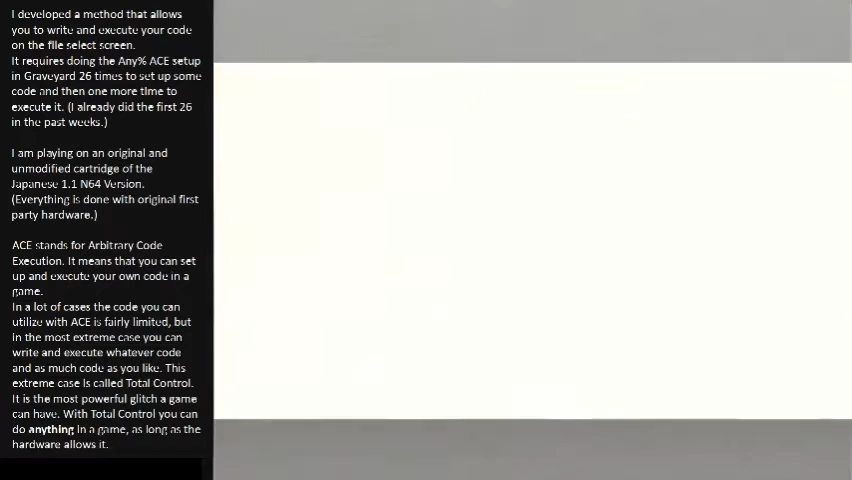 I developed a method that allows
you to write and execute your code
on the file select screen.
It requires doing the Any% ACE setup
in Graveyard 26 times to set up some
code and then one more time to
execute it. (I already did the first 26
in the past weeks.)
I am playing on an original and
unmodified cartridge of the
Japanese 1.1 N64 Version.
(Everything is done with original first
party hardware.)
ACE stands for Arbitrary Code
Execution. It means that you can set
up and execute your own code in a
game.
In a lot of cases the code you can
utilize with ACE is fairly limited, but
in the most extreme case you can
write and execute whatever code
and as much code as you like. This
extreme case is called Total Control.
It is the most powerful glitch a game
can have. With Total Control you can
do anything in a game, as long as the
hardware allows it.